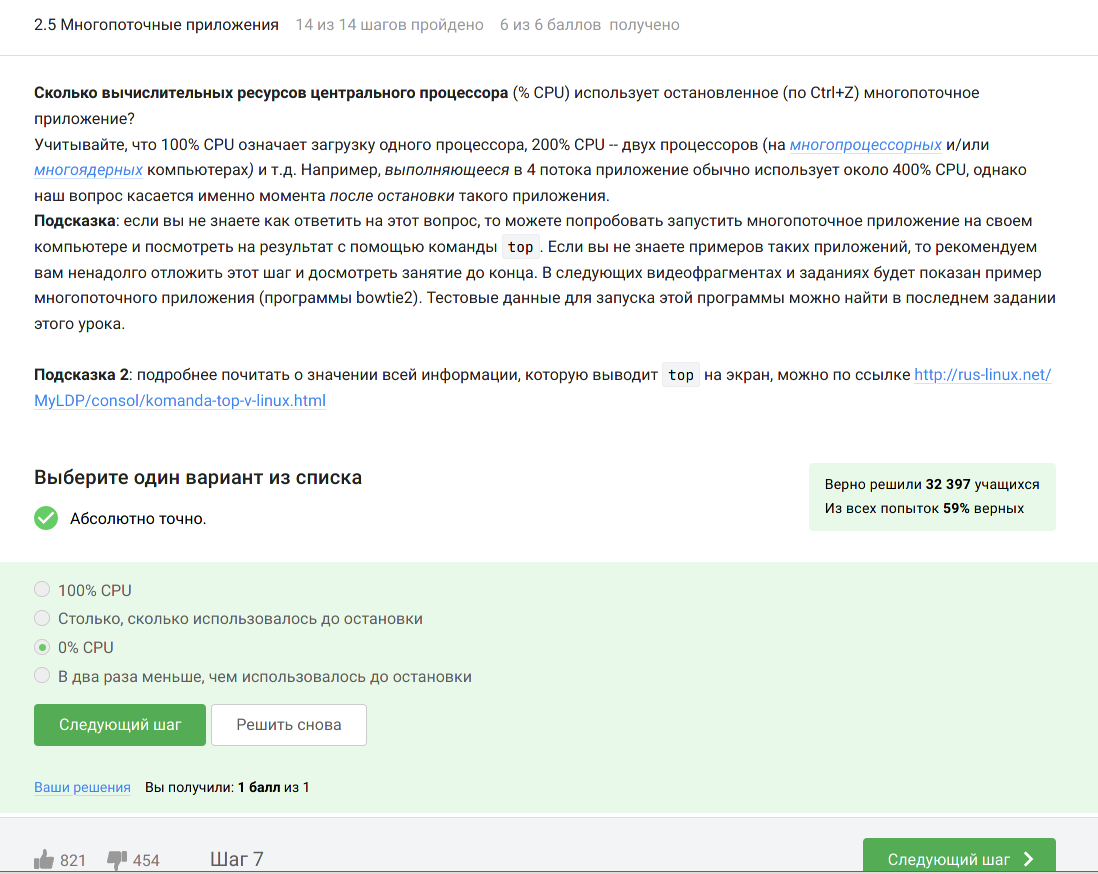 2.5 Многопоточные приложения 14 из 14 шагов пройдено 6 из 6 баллов получено
Сколько вычислительных ресурсов центрального процессора (% CPU) использует остановленное (по Ctrl+Z) многопоточное
приложение?
Учитывайте, что 100% CPU означает загрузку одного процессора, 200% CPU -- двух процессоров (на многопроцессорных и/или
многоядерных компьютерах) и т.д. Например, выполняющееся в 4 потока приложение обычно использует около 400% CPU, однако
наш вопрос касается именно момента после остановки такого приложения.
Подсказка: если вы не знаете как ответить на этот вопрос, то можете попробовать запустить многопоточное приложение на своем
компьютере и посмотреть на результат с помощью команды top. Если вы не знаете примеров таких приложений, то рекомендуем
вам ненадолго отложить этот шаг и досмотреть занятие до конца. В следующих видеофрагментах и заданиях будет показан пример
многопоточного приложения (программы bowtie2). Тестовые данные для запуска этой программы можно найти в последнем задании
этого урока.
Подсказка 2: подробнее почитать о значении всей информации, которую выводит top на экран, можно по ссылке http://rus-linux.net/
MyLDP/consol/komanda-top-v-linux.html
Выберите один вариант из списка
Верно решили 32 397 учащихся
Из всех попыток 59% верных
Абсолютно точно.
100% CPU
Столько, сколько использовалось до остановки
0% CPU
В два раза меньше, чем использовалось до остановки
Следующий шаг Решить снова
Ваши решения Вы получили: 1 балл из 1
821 454 Шаг 7 Следующий шаг